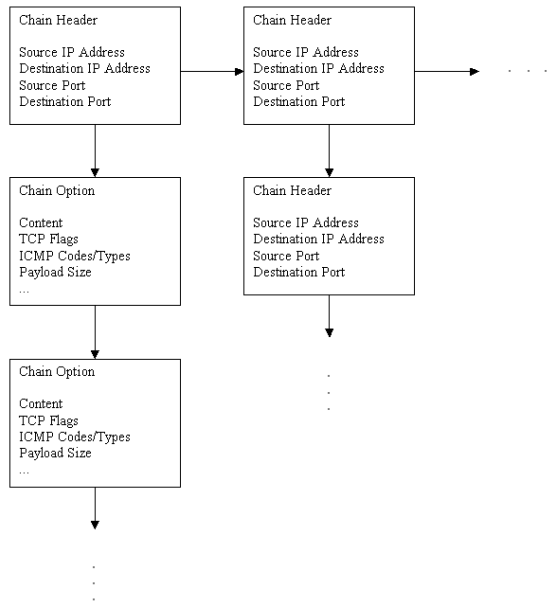 Chain Header
Source IP Address
Destination IP Address
Source Port
Destination Port
Chain Header
Source IP Address
Destination IP Address
Source Port
Destination Port
. . .
Chain Option
Content
TCP Flags
ICMP Codes/Types
Payload Size
...
Chain Header
Source IP Address
Destination IP Address
Source Port
Destination Port
Chain Option
Content
TCP Flags
ICMP Codes/Types
Payload Size
...